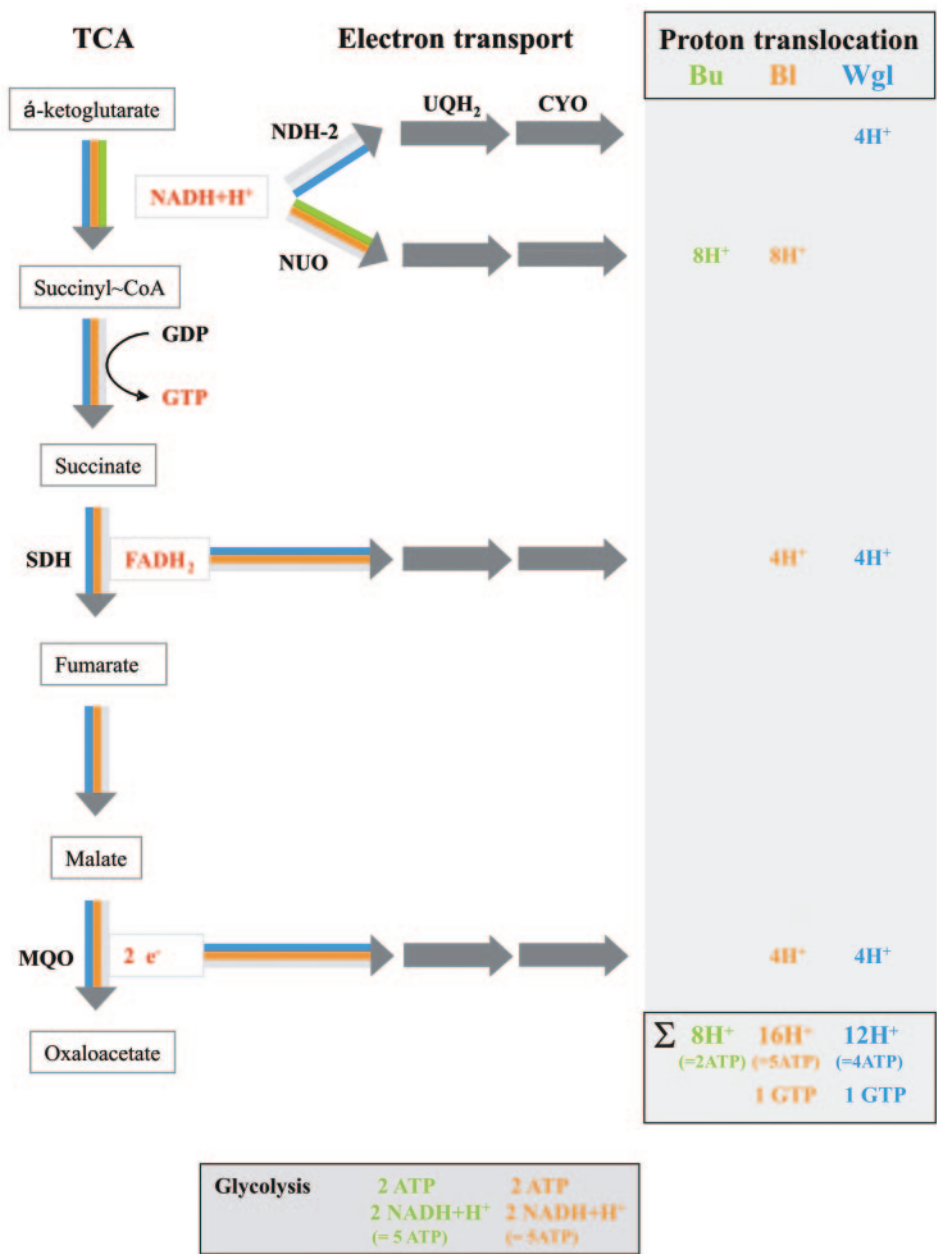 TCA
Electron transport
Proton translocation
Bu Bl Wgl
á-ketoglutarate
NDH-2
UQH₂
CYO
4H⁺
NADH+H⁺
NUO
8H⁺ 8H⁺
Succinyl~CoA
GDP
GTP
Succinate
SDH
FADH₂
4H⁺ 4H⁺
Fumarate
Malate
MQO
2 e⁻
4H⁺ 4H⁺
Oxaloacetate
Σ 8H⁺ 16H⁺ 12H⁺
(=2ATP) (=5ATP) (=4ATP)
1 GTP 1 GTP
Glycolysis 2 ATP 2 ATP
2 NADH+H⁺ 2 NADH+H⁺
(= 5 ATP) (= 5ATP)